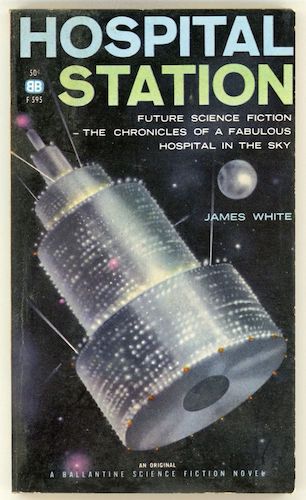 HOSPITAL
STATION
50¢
BB
F 595
FUTURE SCIENCE FICTION
– THE CHRONICLES OF A FABULOUS
HOSPITAL IN THE SKY
JAMES WHITE
AN ORIGINAL
A BALLANTINE SCIENCE FICTION NOVEL